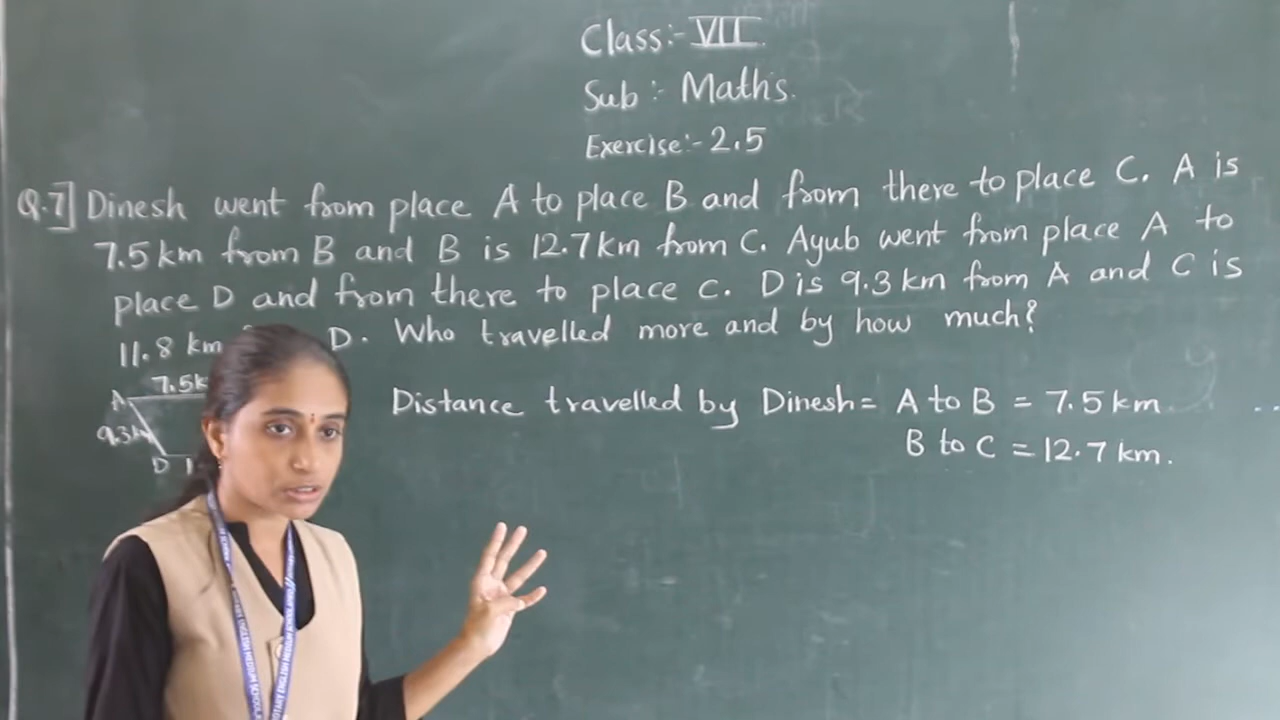 Class:- VII
Sub :- Maths.
Exercise:- 2.5
Q.7] Dinesh went from place A to place B and from there to place C. A is
7.5 km from B and B is 12.7 km from C. Ayub went from place A to
place D and from there to place C. D is 9.3 km from A and C is
11.8 km D. Who travelled more and by how much?
A 7.5k
9.3k
D 1
Distance travelled by Dinesh = A to B = 7.5 km
B to C = 12.7 km.